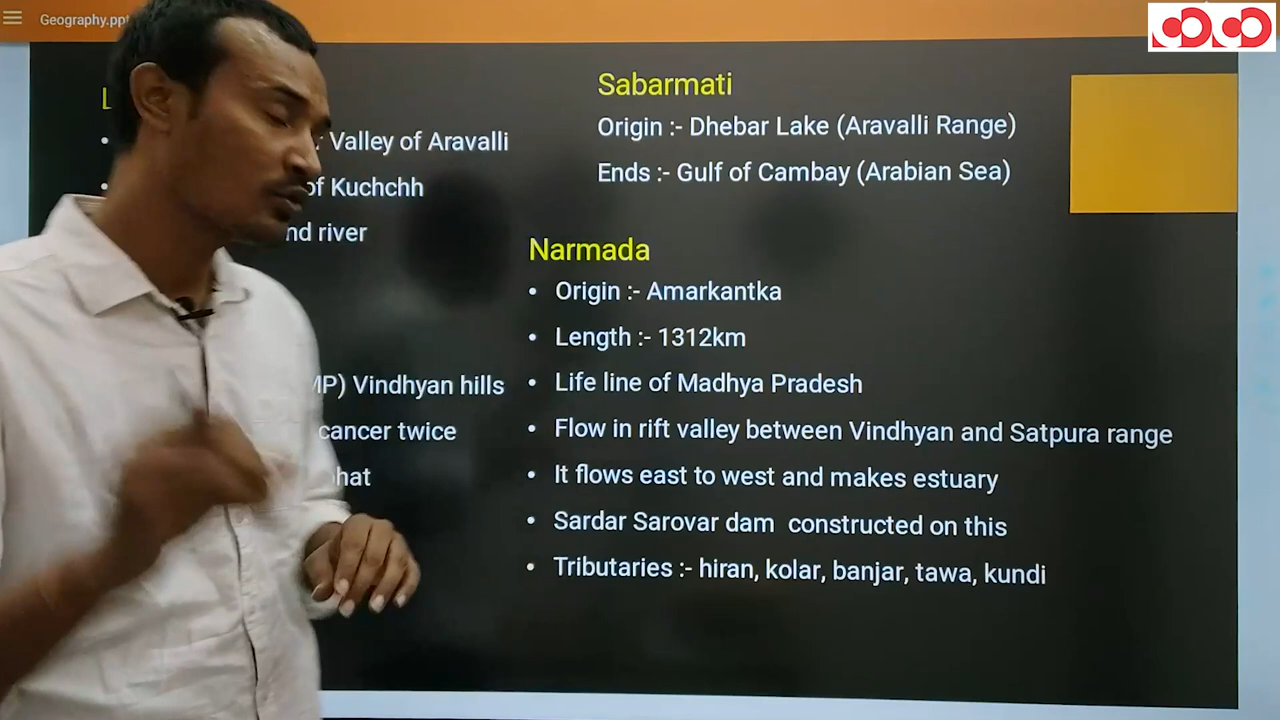 Geography.ppt
Valley of Aravalli
of Kuchchh
river
Vindhyan hills
cancer twice
Sabarmati
Origin :- Dhebar Lake (Aravalli Range)
Ends :- Gulf of Cambay (Arabian Sea)
Narmada
• Origin :- Amarkantka
• Length :- 1312km
• Life line of Madhya Pradesh
• Flow in rift valley between Vindhyan and Satpura range
• It flows east to west and makes estuary
• Sardar Sarovar dam constructed on this
• Tributaries :- hiran, kolar, banjar, tawa, kundi